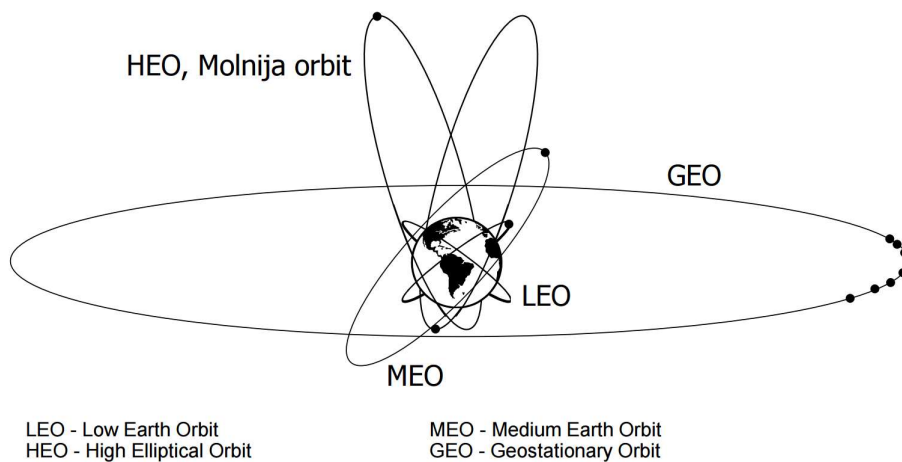 HEO, Molnija orbit
GEO
LEO
MEO
LEO - Low Earth Orbit
HEO - High Elliptical Orbit
MEO - Medium Earth Orbit
GEO - Geostationary Orbit